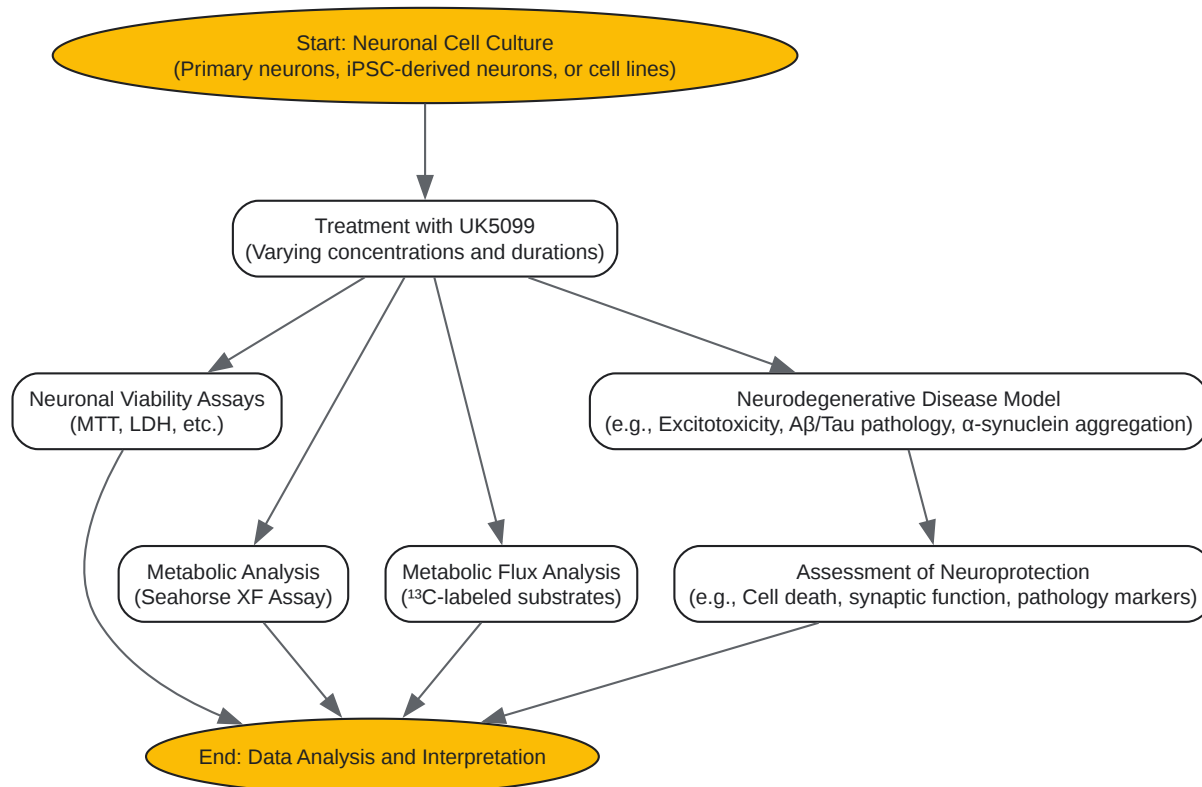 Start: Neuronal Cell Culture
(Primary neurons, iPSC-derived neurons, or cell lines)
Treatment with UK5099
(Varying concentrations and durations)
Neuronal Viability Assays
(MTT, LDH, etc.)
Neurodegenerative Disease Model
(e.g., Excitotoxicity, Aβ/Tau pathology, α-synuclein aggregation)
Metabolic Analysis
(Seahorse XF Assay)
Metabolic Flux Analysis
(¹³C-labeled substrates)
Assessment of Neuroprotection
(e.g., Cell death, synaptic function, pathology markers)
End: Data Analysis and Interpretation